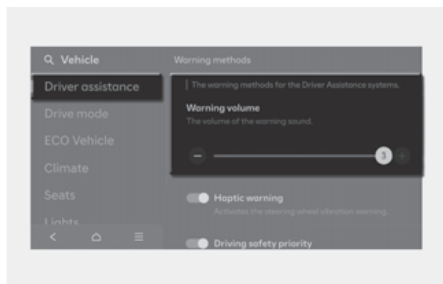 Vehicle
Warning methods
Driver assistance
The warning methods for the Driver Assistance systems.
Drive mode
Warning volume
The volume of the warning sound.
ECO Vehicle
Climate
3
Seats
Haptic warning
Activates the steering wheel vibration warning.
Lights
Driving safety priority